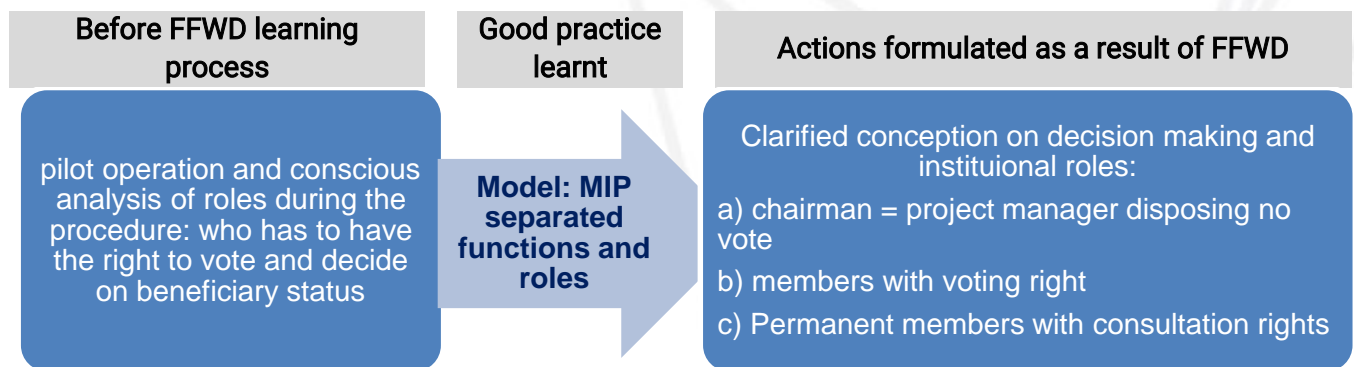 Before FFWD learning
process
Good practice
learnt
Actions formulated as a result of FFWD
pilot operation and conscious
analysis of roles during the
procedure: who has to have
the right to vote and decide
on beneficiary status
Model: MIP
separated
functions and
roles
Clarified conception on decision making and
instituional roles:
a) chairman = project manager disposing no
vote
b) members with voting right
c) Permanent members with consultation rights